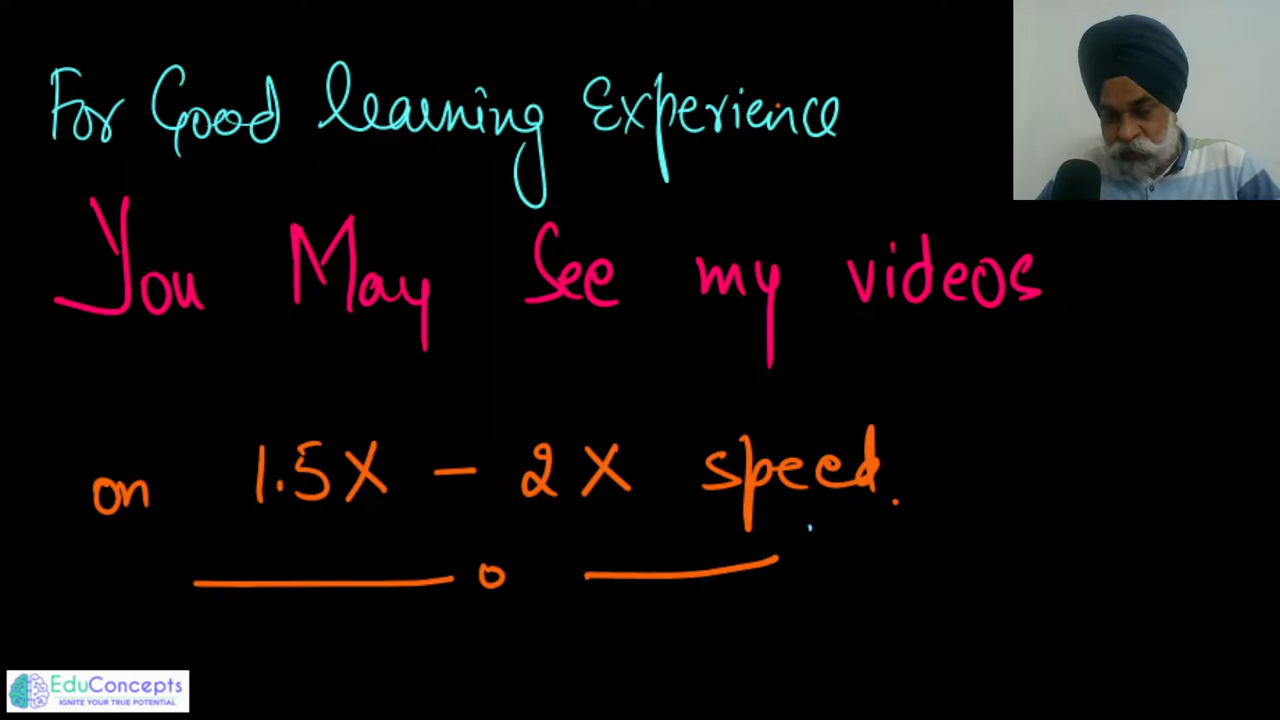 For Good learning Experience
You May See my videos
on 1.5X - 2X speed.
EduConcepts
IGNITE YOUR TRUE POTENTIAL